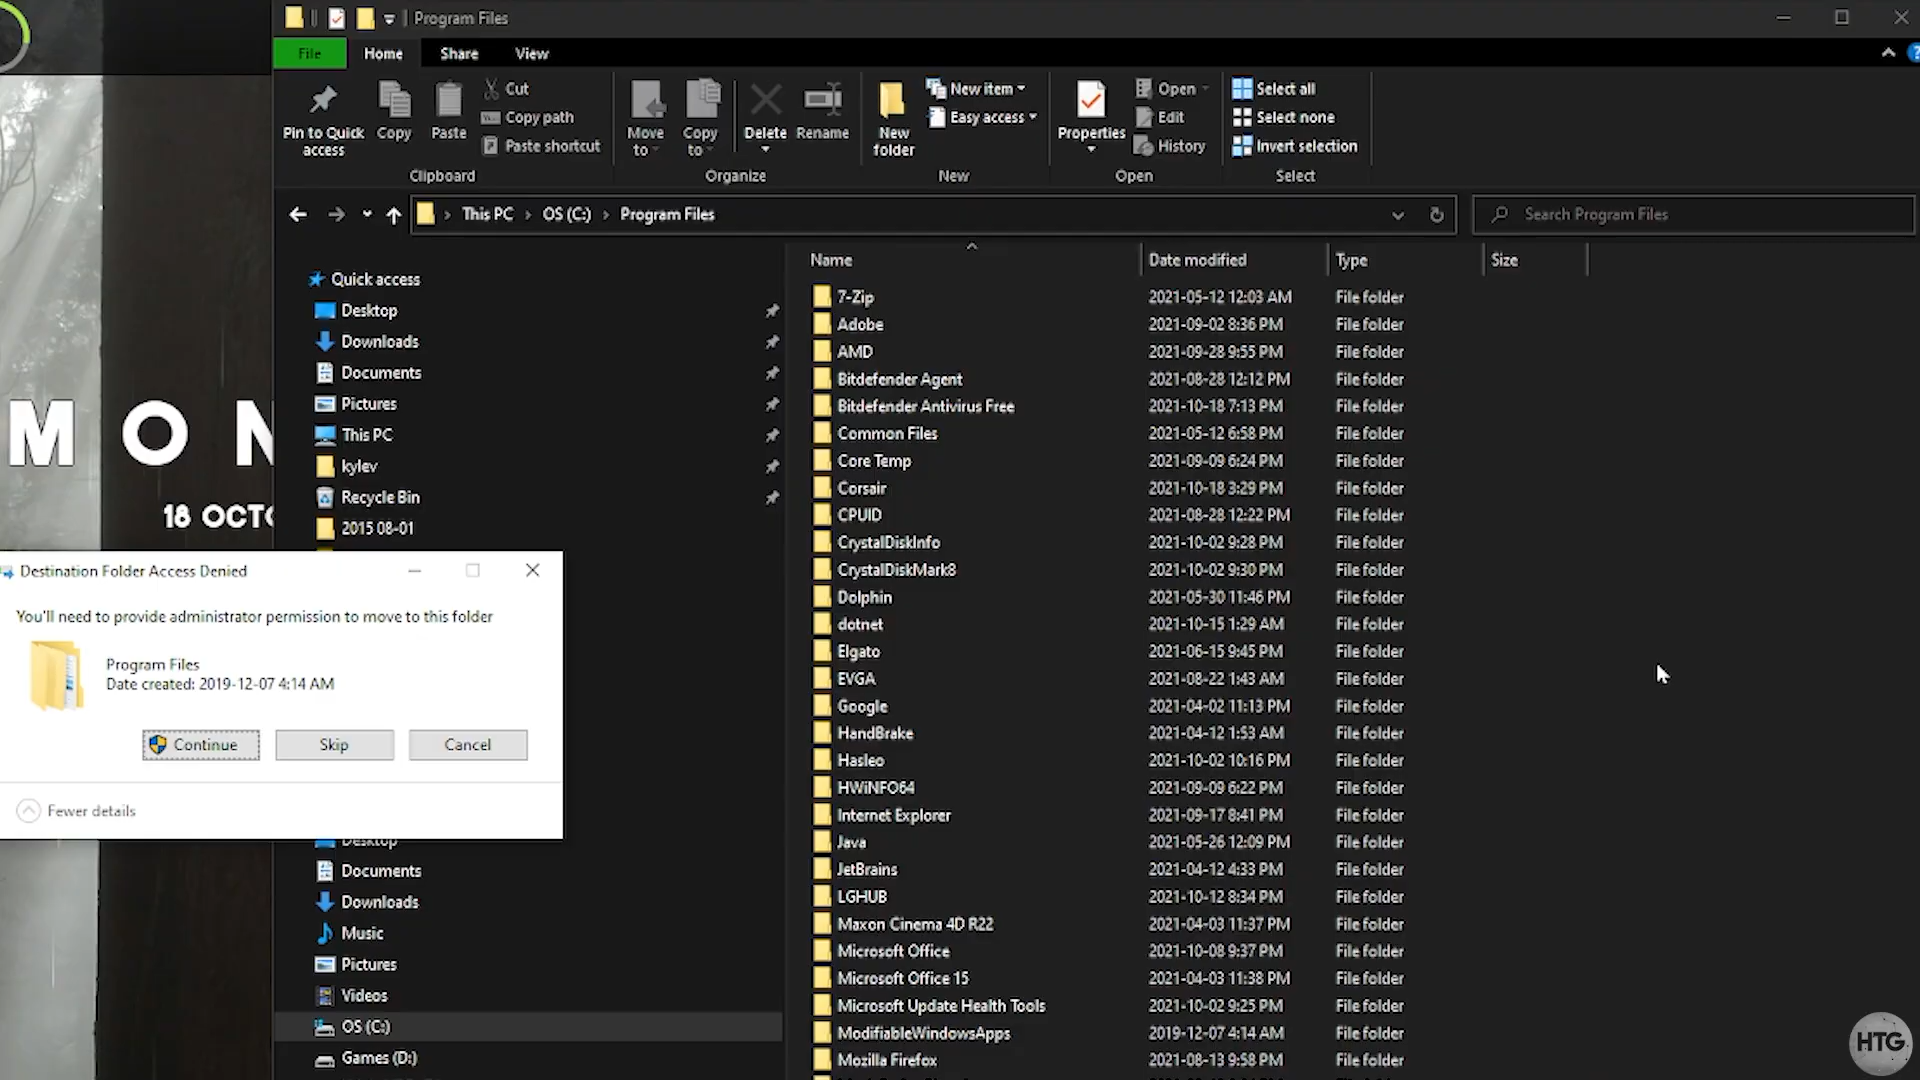 Program Files
File
Home
Share
View
Pin to Quick access
Copy
Paste
Cut
Copy path
Paste shortcut
Clipboard
Move to
Copy to
Delete
Rename
Organize
New folder
New item
Easy access
New
Properties
Open
Edit
History
Open
Select all
Select none
Invert selection
Select
This PC > OS (C:) > Program Files
Search Program Files
Name
Date modified
Type
Size
Quick access
Desktop
Downloads
Documents
Pictures
This PC
kylev
Recycle Bin
2015 08-01
Desktop
Documents
Downloads
Music
Pictures
Videos
OS (C:)
Games (D:)
7-Zip 2021-05-12 12:03 AM File folder
Adobe 2021-09-02 8:36 PM File folder
AMD 2021-09-28 9:55 PM File folder
Bitdefender Agent 2021-08-28 12:12 PM File folder
Bitdefender Antivirus Free 2021-10-18 7:13 PM File folder
Common Files 2021-05-12 6:58 PM File folder
Core Temp 2021-09-09 6:24 PM File folder
Corsair 2021-10-18 3:29 PM File folder
CPUID 2021-08-28 12:22 PM File folder
CrystalDiskInfo 2021-10-02 9:28 PM File folder
CrystalDiskMark8 2021-10-02 9:30 PM File folder
Dolphin 2021-05-30 11:46 PM File folder
dotnet 2021-10-15 1:29 AM File folder
Elgato 2021-06-15 9:45 PM File folder
EVGA 2021-08-22 1:43 AM File folder
Google 2021-04-02 11:13 PM File folder
HandBrake 2021-04-12 1:53 AM File folder
Hasleo 2021-10-02 10:16 PM File folder
HWiNFO64 2021-09-09 6:22 PM File folder
Internet Explorer 2021-09-17 8:41 PM File folder
Java 2021-05-26 12:09 PM File folder
JetBrains 2021-04-12 4:33 PM File folder
LGHUB 2021-10-12 8:34 PM File folder
Maxon Cinema 4D R22 2021-04-03 11:37 PM File folder
Microsoft Office 2021-10-08 9:37 PM File folder
Microsoft Office 15 2021-04-03 11:38 PM File folder
Microsoft Update Health Tools 2021-10-02 9:25 PM File folder
ModifiableWindowsApps 2019-12-07 4:14 AM File folder
Mozilla Firefox 2021-08-13 9:58 PM File folder
M O N
18 OCTO
Destination Folder Access Denied
You'll need to provide administrator permission to move to this folder
Program Files
Date created: 2019-12-07 4:14 AM
Continue
Skip
Cancel
Fewer details
HTG